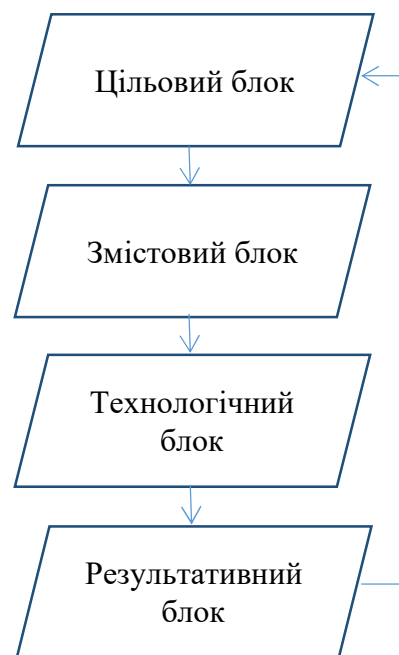 Цільовий блок
Змістовий блок
Технологічний
блок
Результативний
блок